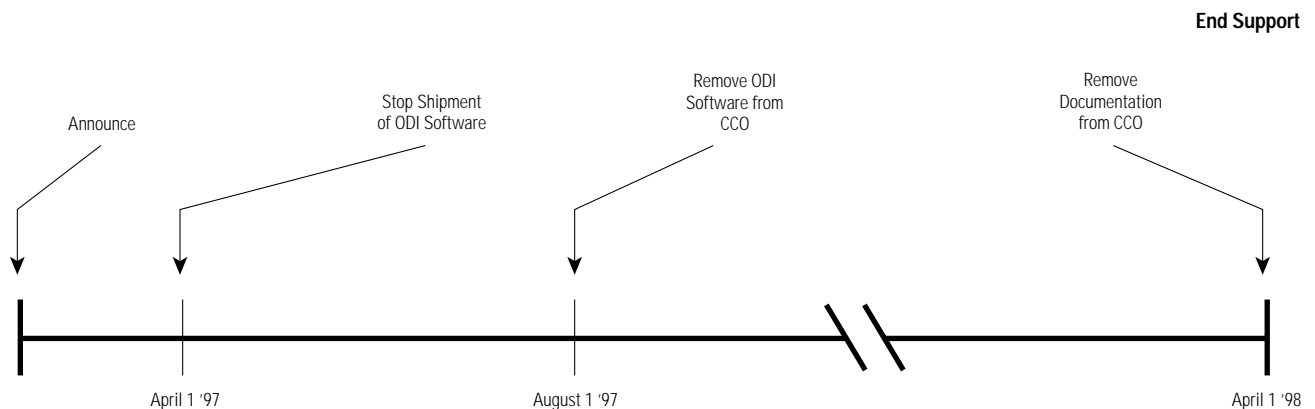 End Support
Announce
Stop Shipment
of ODI Software
Remove ODI
Software from
CCO
Remove
Documentation
from CCO
April 1 '97
August 1 '97
April 1 '98